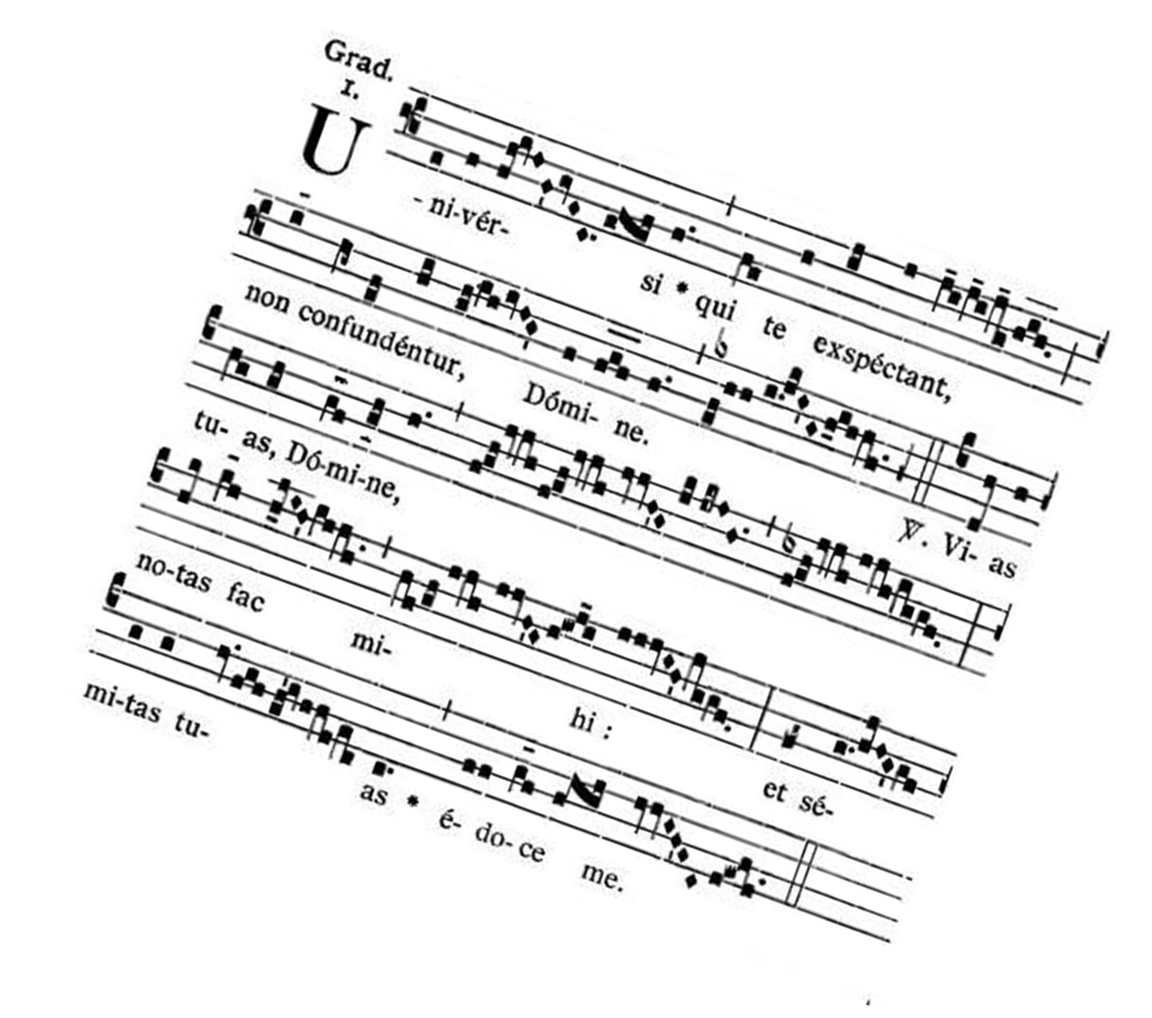 Grad.
I.
U - ni-vér- si * qui te exspéctant,
non confundéntur, Dómi- ne. ℣. Vi- as
tu- as, Dó-mi-ne,
no-tas fac mi- hi : et sé-
mi-tas tu- as * é- do- ce me.